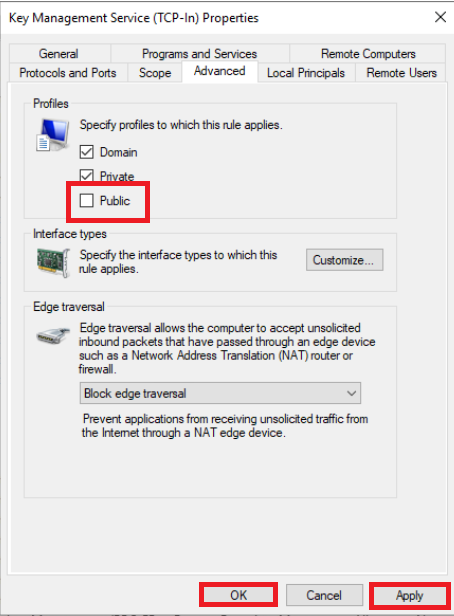 Key Management Service (TCP-In) Properties
General
Programs and Services
Remote Computers
Protocols and Ports
Scope
Advanced
Local Principals
Remote Users
Profiles
Specify profiles to which this rule applies.
Domain
Private
Public
Interface types
Specify the interface types to which this
rule applies.
Customize...
Edge traversal
Edge traversal allows the computer to accept unsolicited
inbound packets that have passed through an edge device
such as a Network Address Translation (NAT) router or
firewall.
Block edge traversal
Prevent applications from receiving unsolicited traffic from
the Internet through a NAT edge device.
OK
Cancel
Apply